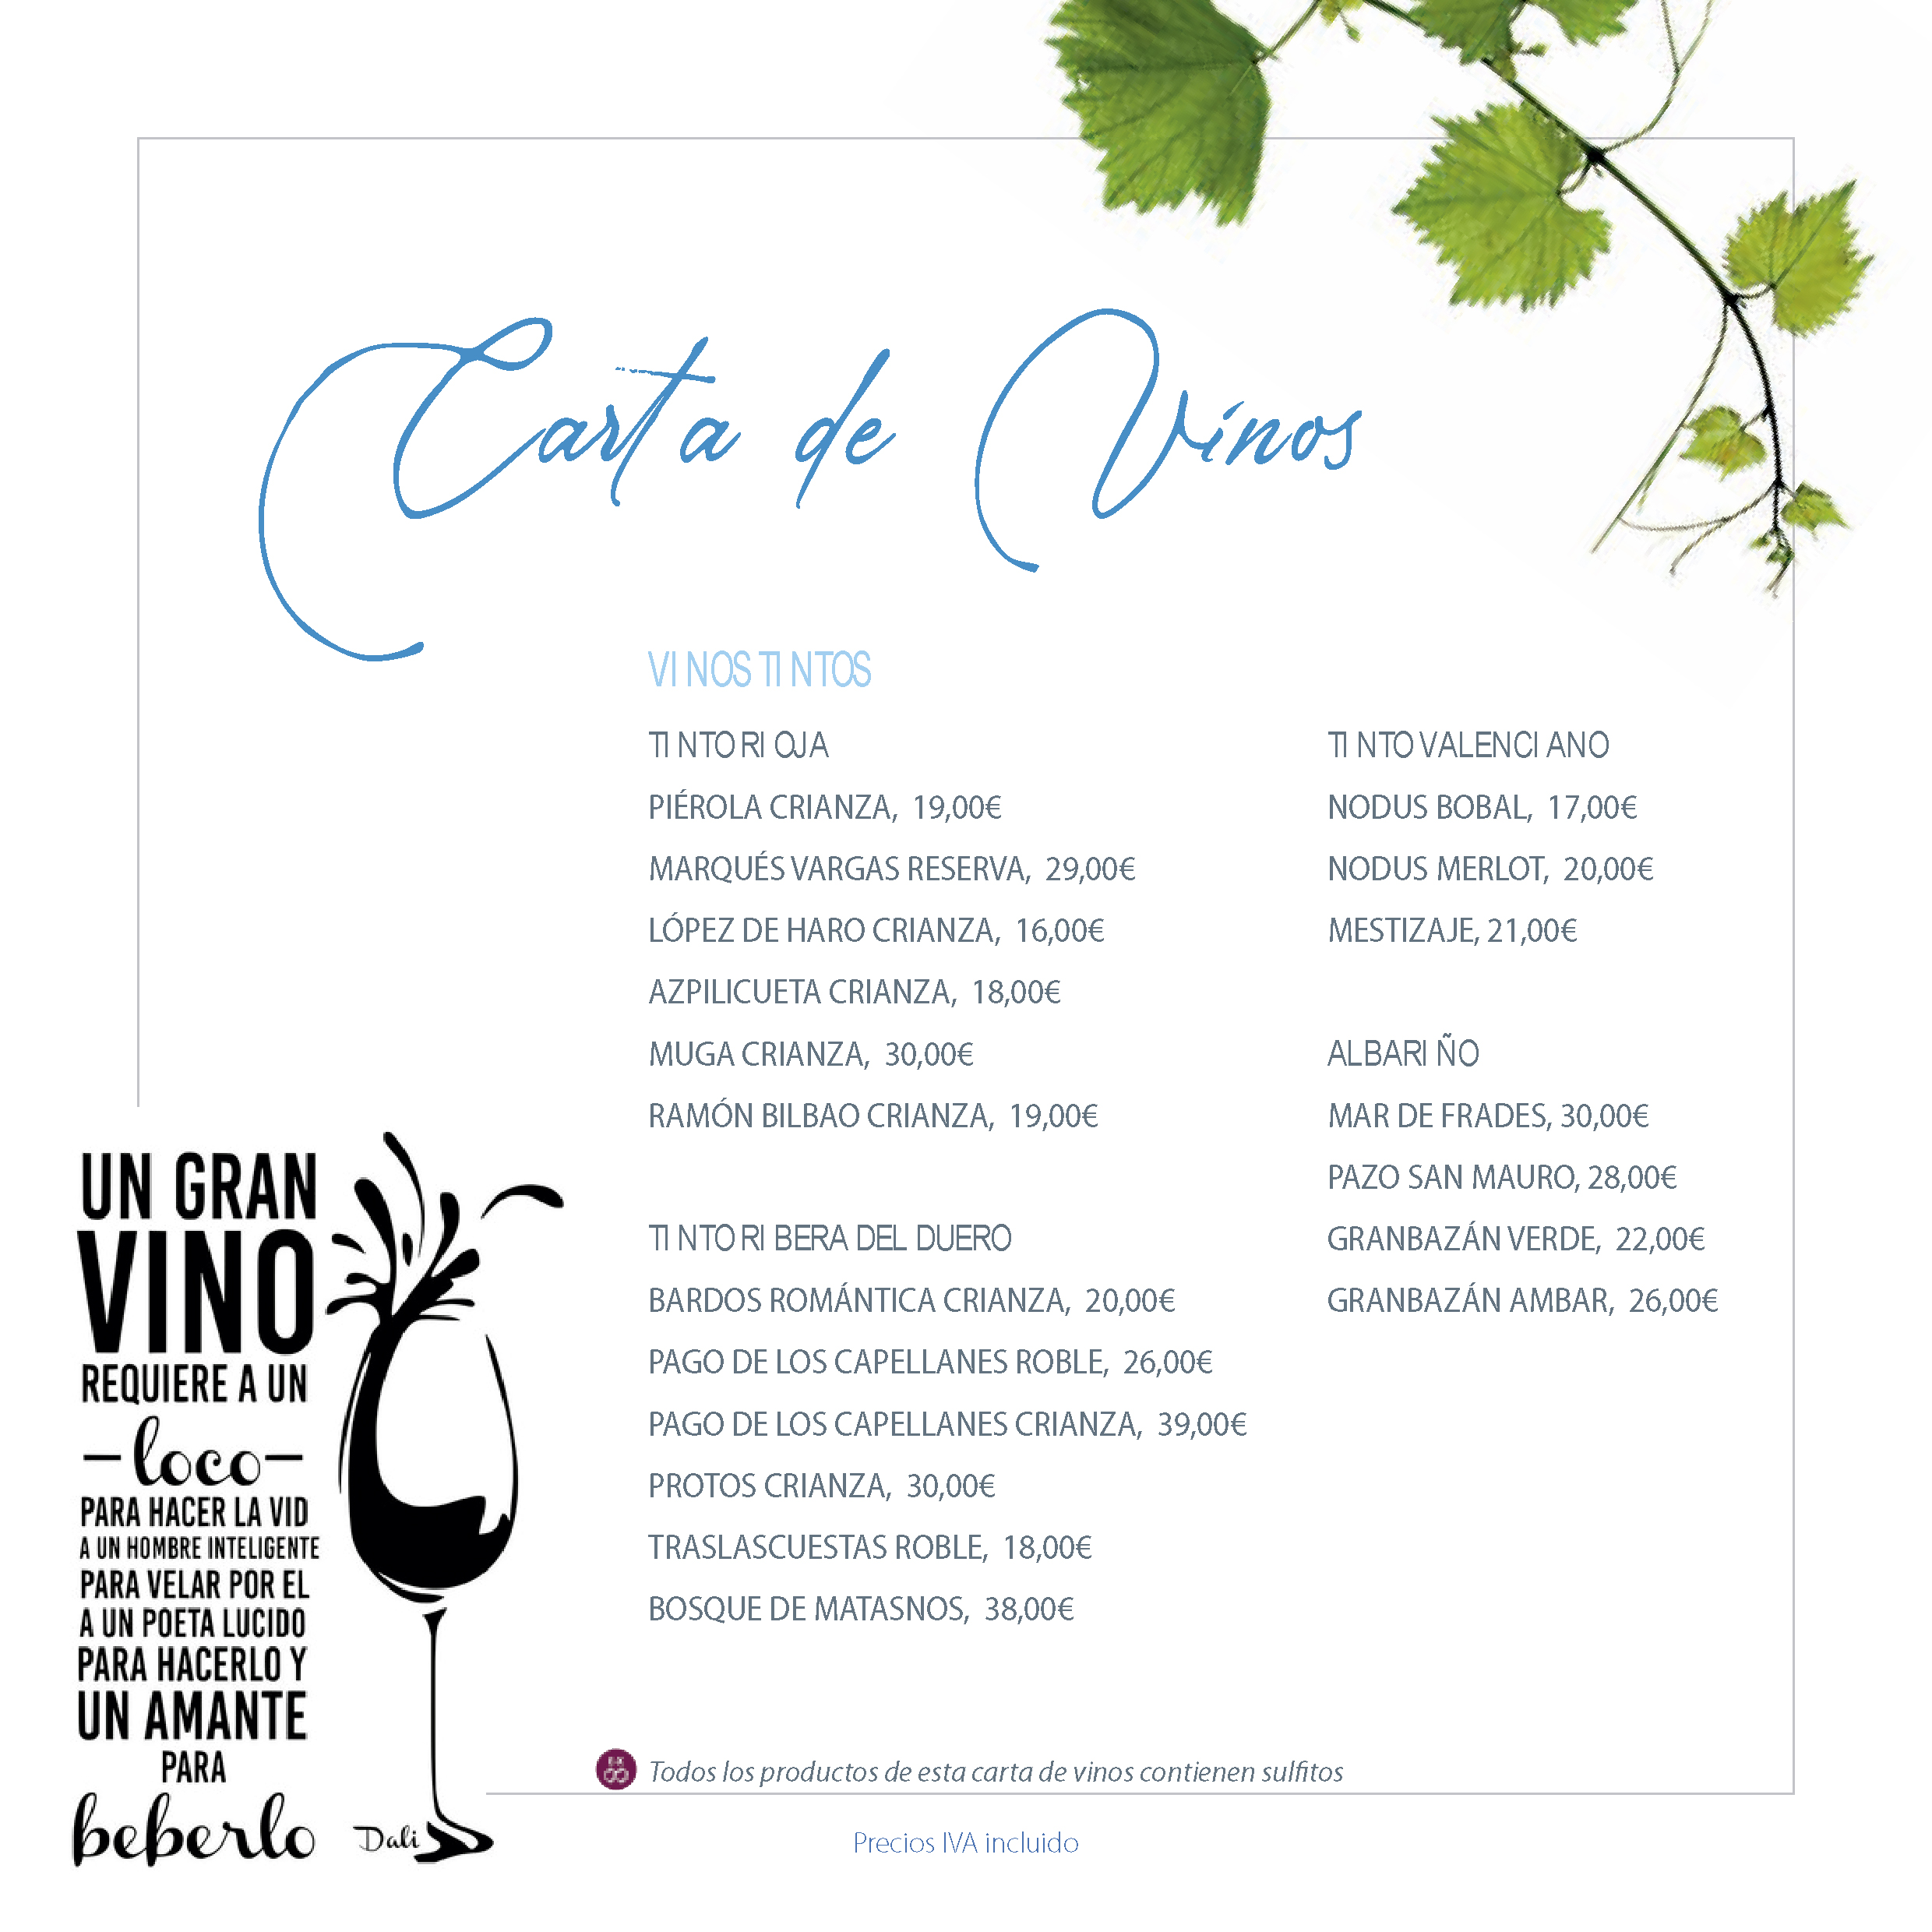 Carta de Vinos
VINOS TINTOS
TINTO RIOJA
PIÉROLA CRIANZA, 19,00€
MARQUÉS VARGAS RESERVA, 29,00€
LÓPEZ DE HARO CRIANZA, 16,00€
AZPILICUETA CRIANZA, 18,00€
MUGA CRIANZA, 30,00€
RAMÓN BILBAO CRIANZA, 19,00€
TINTO RIBERA DEL DUERO
BARDOS ROMÁNTICA CRIANZA, 20,00€
PAGO DE LOS CAPELLANES ROBLE, 26,00€
PAGO DE LOS CAPELLANES CRIANZA, 39,00€
PROTOS CRIANZA, 30,00€
TRASLASCUESTAS ROBLE, 18,00€
BOSQUE DE MATASNOS, 38,00€
TINTO VALENCIANO
NODUS BOBAL, 17,00€
NODUS MERLOT, 20,00€
MESTIZAJE, 21,00€
ALBARIÑO
MAR DE FRADES, 30,00€
PAZO SAN MAURO, 28,00€
GRANBAZÁN VERDE, 22,00€
GRANBAZÁN AMBAR, 26,00€
UN GRAN
VINO
REQUIERE A UN
-loco-
PARA HACER LA VID
A UN HOMBRE INTELIGENTE
PARA VELAR POR EL
A UN POETA LUCIDO
PARA HACERLO Y
UN AMANTE
PARA
beberlo
Dali
Todos los productos de esta carta de vinos contienen sulfitos
Precios IVA incluido